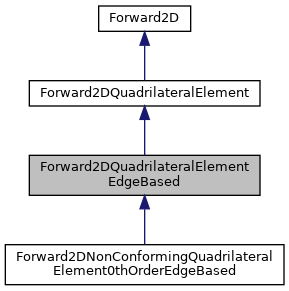 Forward2D
Forward2DQuadrilateralElement
Forward2DQuadrilateralElement
EdgeBased
Forward2DNonConformingQuadrilateral
Element0thOrderEdgeBased